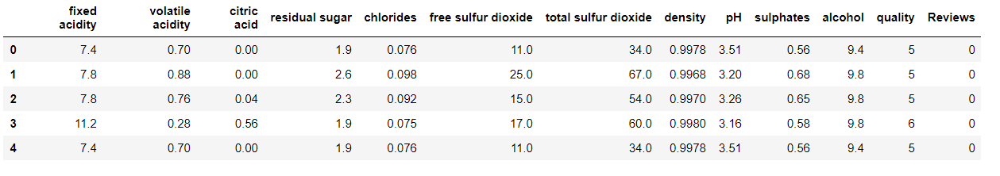 fixed acidity volatile acidity citric acid residual sugar chlorides free sulfur dioxide total sulfur dioxide density pH sulphates alcohol quality Reviews
0 7.4 0.70 0.00 1.9 0.076 11.0 34.0 0.9978 3.51 0.56 9.4 5 0
1 7.8 0.88 0.00 2.6 0.098 25.0 67.0 0.9968 3.20 0.68 9.8 5 0
2 7.8 0.76 0.04 2.3 0.092 15.0 54.0 0.9970 3.26 0.65 9.8 5 0
3 11.2 0.28 0.56 1.9 0.075 17.0 60.0 0.9980 3.16 0.58 9.8 6 0
4 7.4 0.70 0.00 1.9 0.076 11.0 34.0 0.9978 3.51 0.56 9.4 5 0